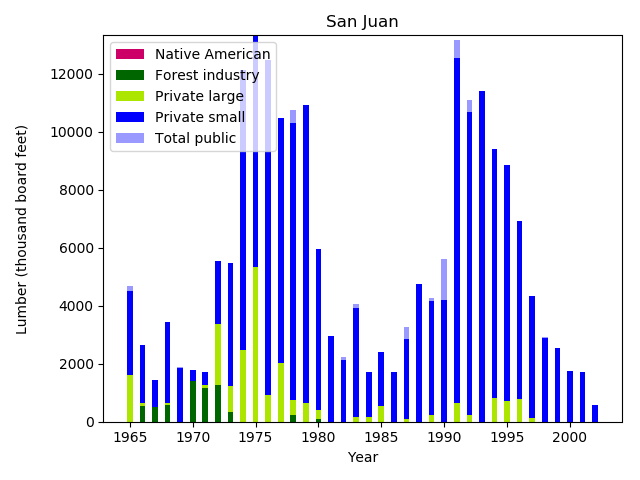 San Juan
Native American
Forest industry
Private large
Private small
Total public
12000
10000
8000
6000
4000
2000
0
Lumber (thousand board feet)
1965 1970 1975 1980 1985 1990 1995 2000
Year